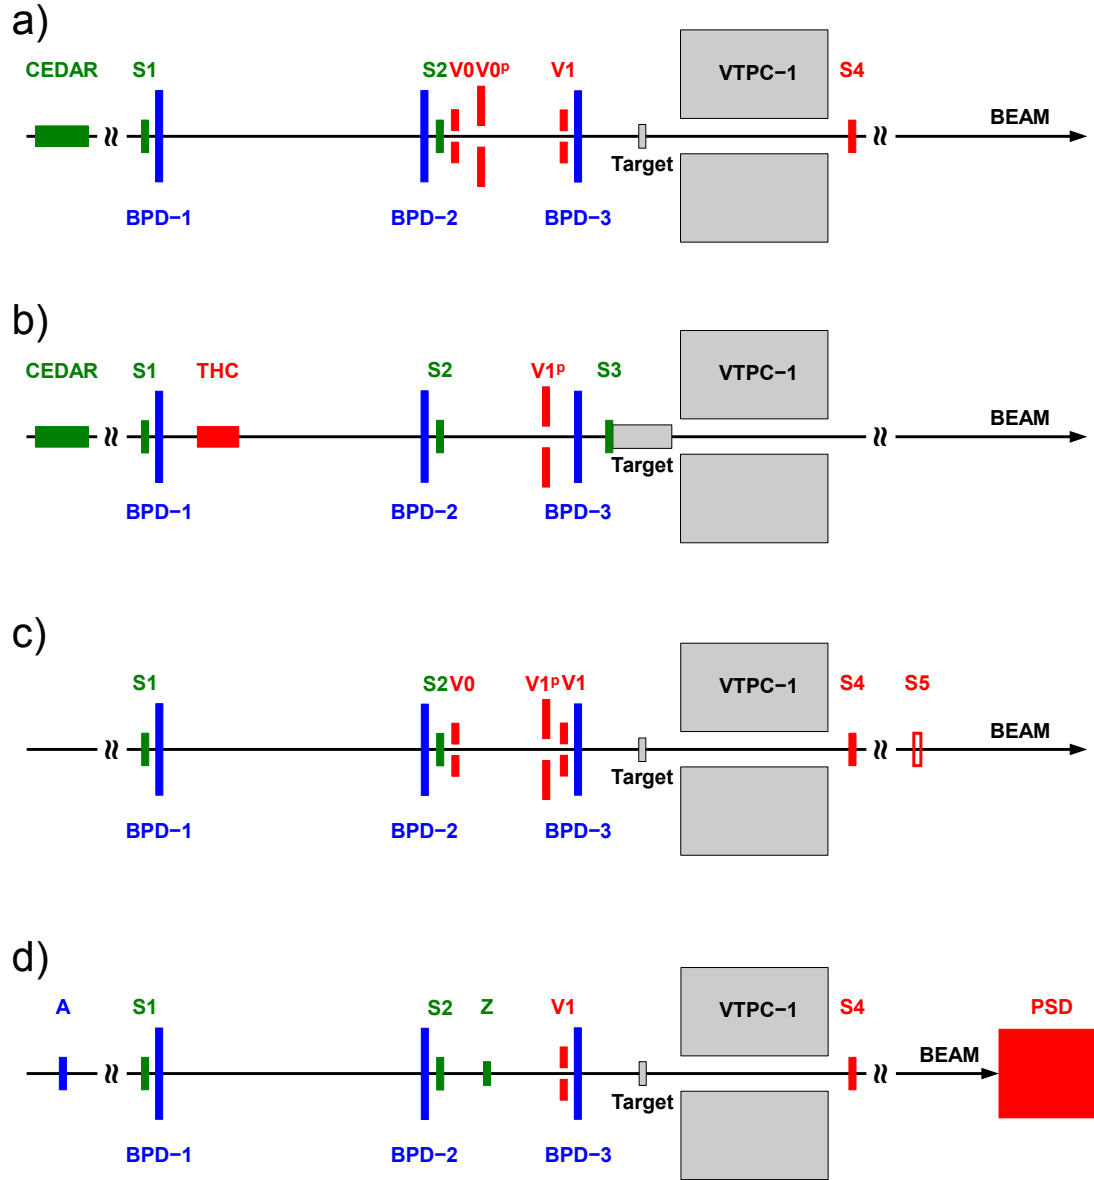 a)
CEDAR S1 S2 V0 V0p V1 VTPC−1 S4
BEAM
Target
BPD−1 BPD−2 BPD−3
b)
CEDAR S1 THC S2 V1p S3 VTPC−1
BEAM
Target
BPD−1 BPD−2 BPD−3
c)
S1 S2 V0 V1p V1 VTPC−1 S4 S5
BEAM
Target
BPD−1 BPD−2 BPD−3
d)
A S1 S2 Z V1 VTPC−1 S4 PSD
BEAM
Target
BPD−1 BPD−2 BPD−3